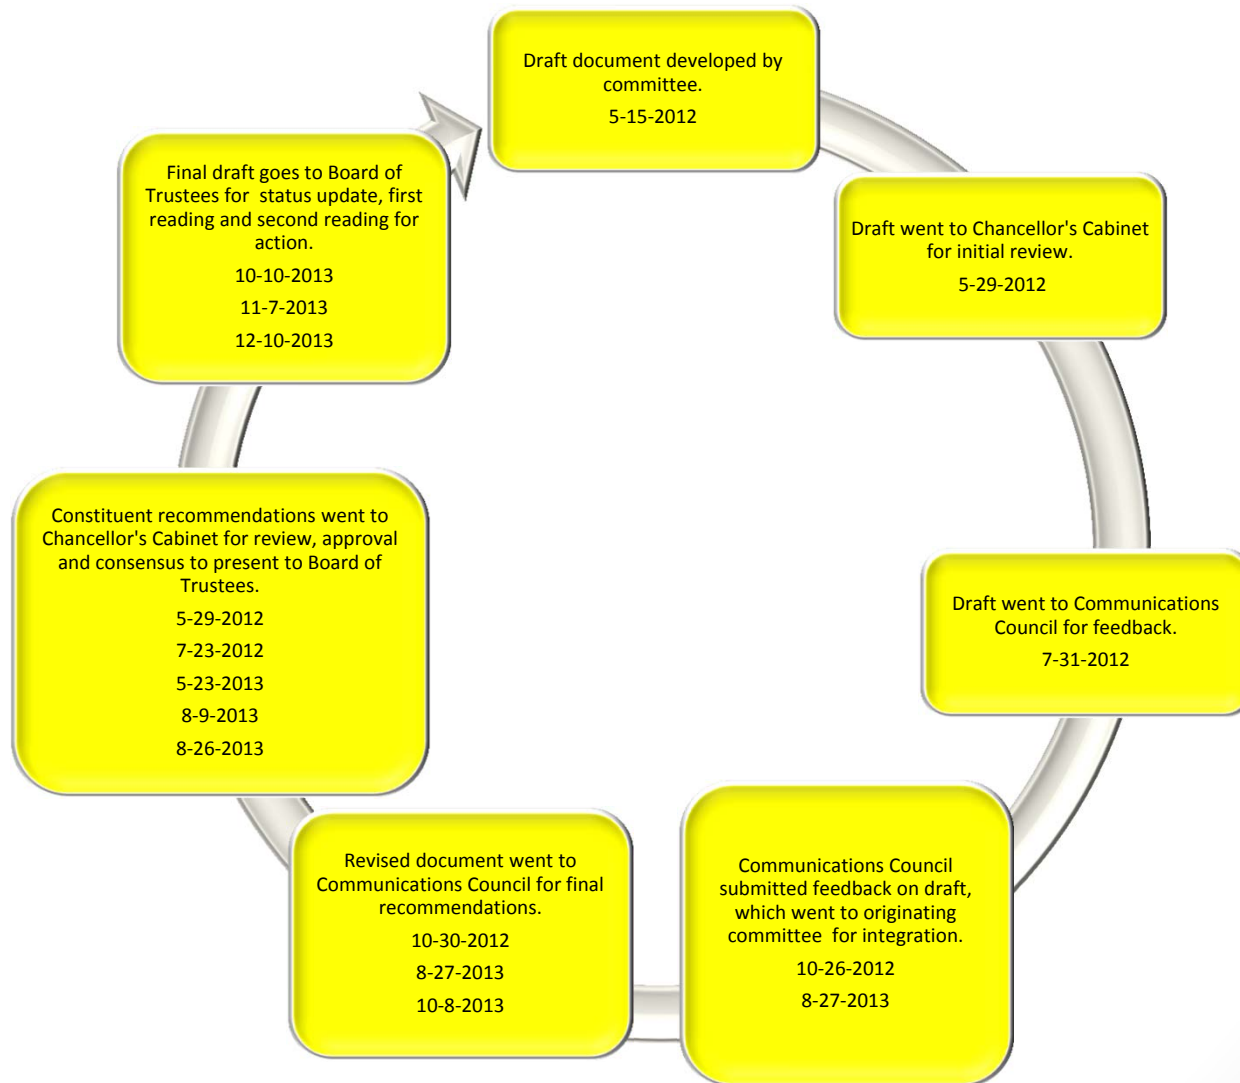 Draft document developed by
committee.
5-15-2012
Draft went to Chancellor's Cabinet
for initial review.
5-29-2012
Draft went to Communications
Council for feedback.
7-31-2012
Communications Council
submitted feedback on draft,
which went to originating
committee for integration.
10-26-2012
8-27-2013
Revised document went to
Communications Council for final
recommendations.
10-30-2012
8-27-2013
10-8-2013
Constituent recommendations went to
Chancellor's Cabinet for review, approval
and consensus to present to Board of
Trustees.
5-29-2012
7-23-2012
5-23-2013
8-9-2013
8-26-2013
Final draft goes to Board of
Trustees for status update, first
reading and second reading for
action.
10-10-2013
11-7-2013
12-10-2013